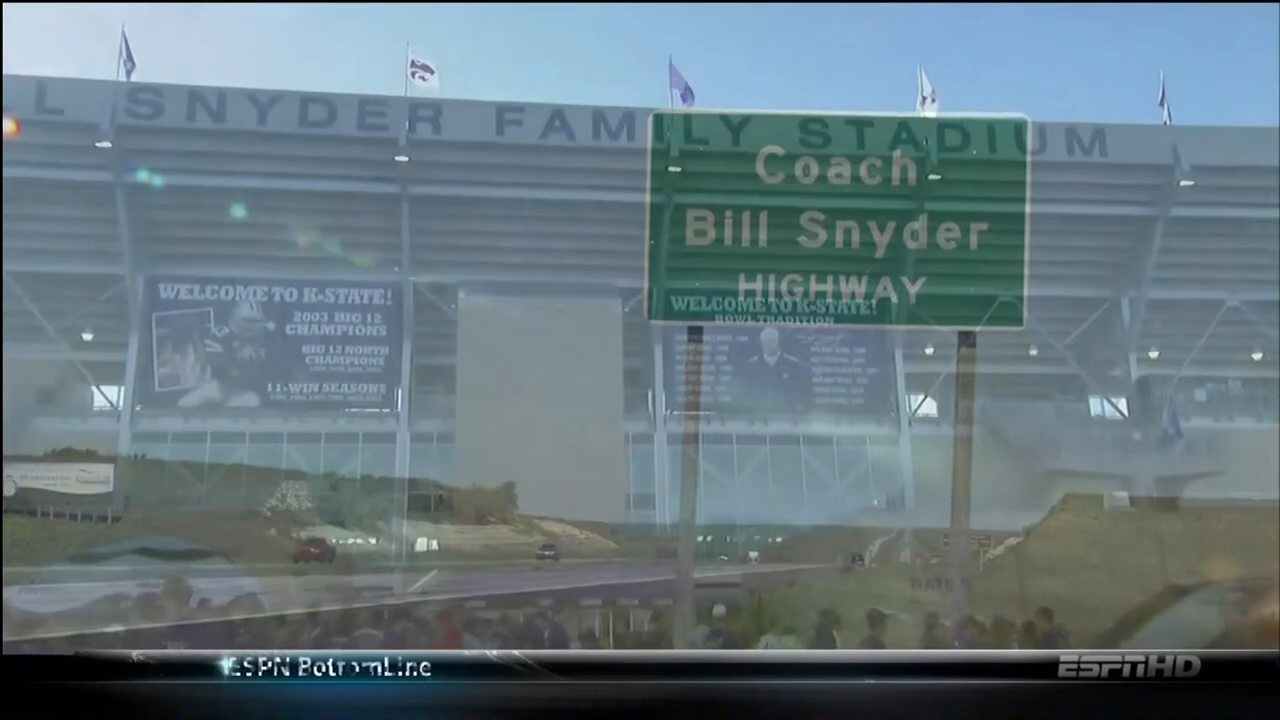 L SNYDER FAMILY STADIUM
Coach
Bill Snyder
HIGHWAY
WELCOME TO K-STATE!
2003 BIG 12
CHAMPIONS
BIG 12 NORTH
CHAMPIONS
11-WIN SEASONS
WELCOME TO K-STATE!
BOWL TRADITION
ESPN BottomLine
ESPNHD